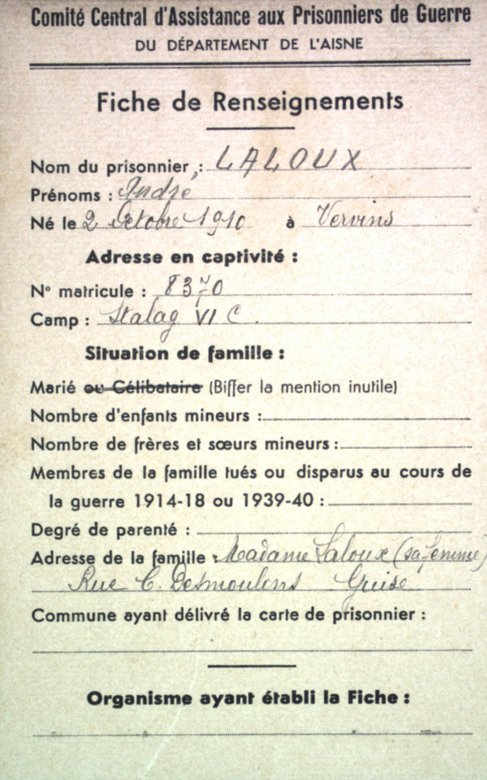 Comité Central d'Assistance aux Prisonniers de Guerre
DU DÉPARTEMENT DE L'AISNE
Fiche de Renseignements
Nom du prisonnier : LALOUX
Prénoms : André
Né le 2 Octobre 1910 à Vervins
Adresse en captivité :
N° matricule : 8370
Camp : Stalag VI C.
Situation de famille :
Marié ou Célibataire (Biffer la mention inutile)
Nombre d'enfants mineurs :
Nombre de frères et sœurs mineurs :
Membres de la famille tués ou disparus au cours de
la guerre 1914-18 ou 1939-40 :
Degré de parenté :
Adresse de la famille : Madame Laloux (sa femme)
Rue C. Desmoulins Guise
Commune ayant délivré la carte de prisonnier :
Organisme ayant établi la Fiche :